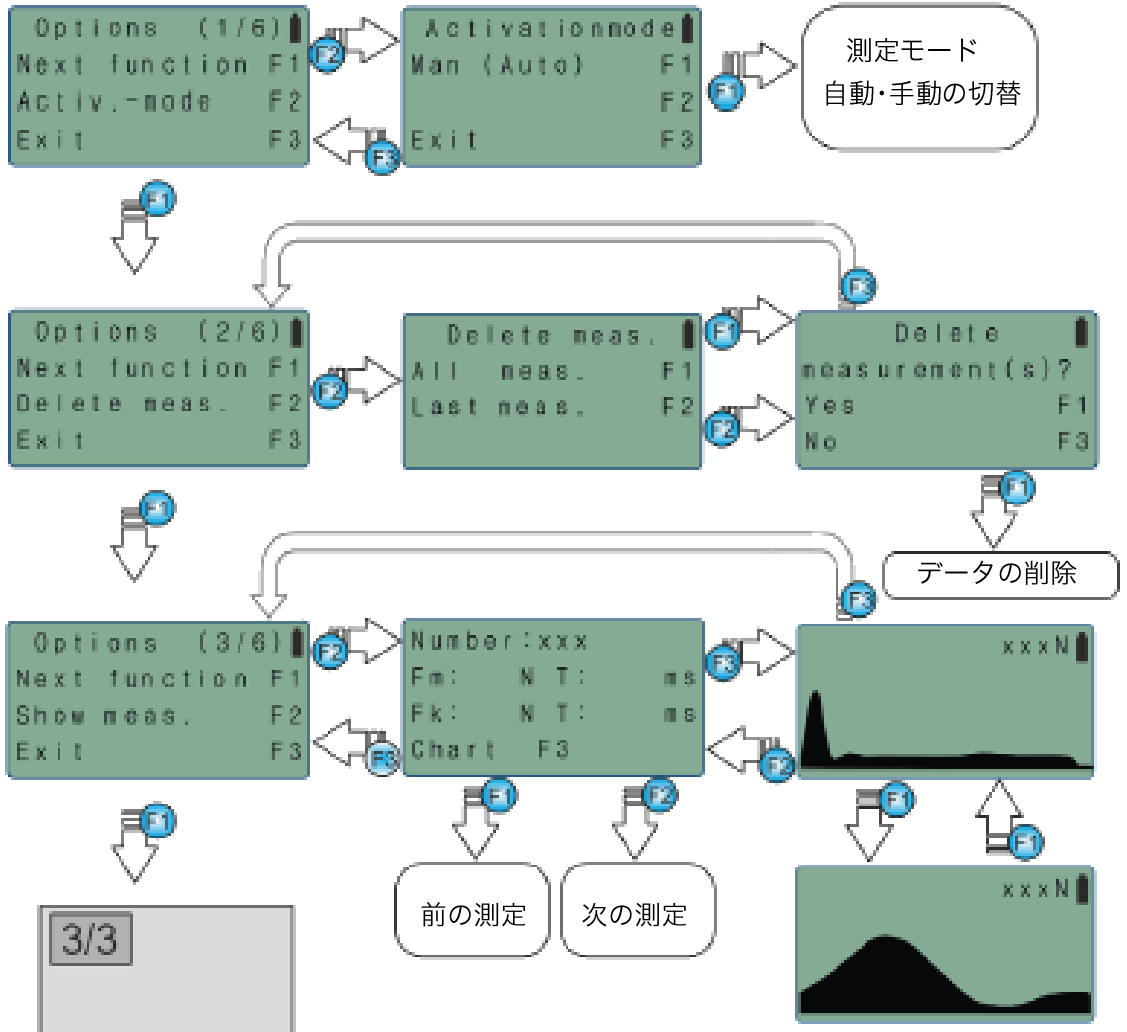 Options (1/6)
Next function F1
Activ.-mode F2
Exit F3
F2
F3
Activationmode
Man (Auto) F1
F2
Exit F3
F1
測定モード
自動・手動の切替
F1
Options (2/6)
Next function F1
Delete meas. F2
Exit F3
F2
Delete meas.
All meas. F1
Last meas. F2
F1
F2
F3
Delete
measurement(s)?
Yes F1
No F3
F1
データの削除
F1
Options (3/6)
Next function F1
Show meas. F2
Exit F3
F2
F3
Number:xxx
Fm: N T: ms
Fk: N T: ms
Chart F3
F3
F2
F3
xxxN
F1
F1
F2
F1
F1
前の測定
次の測定
xxxN
3/3